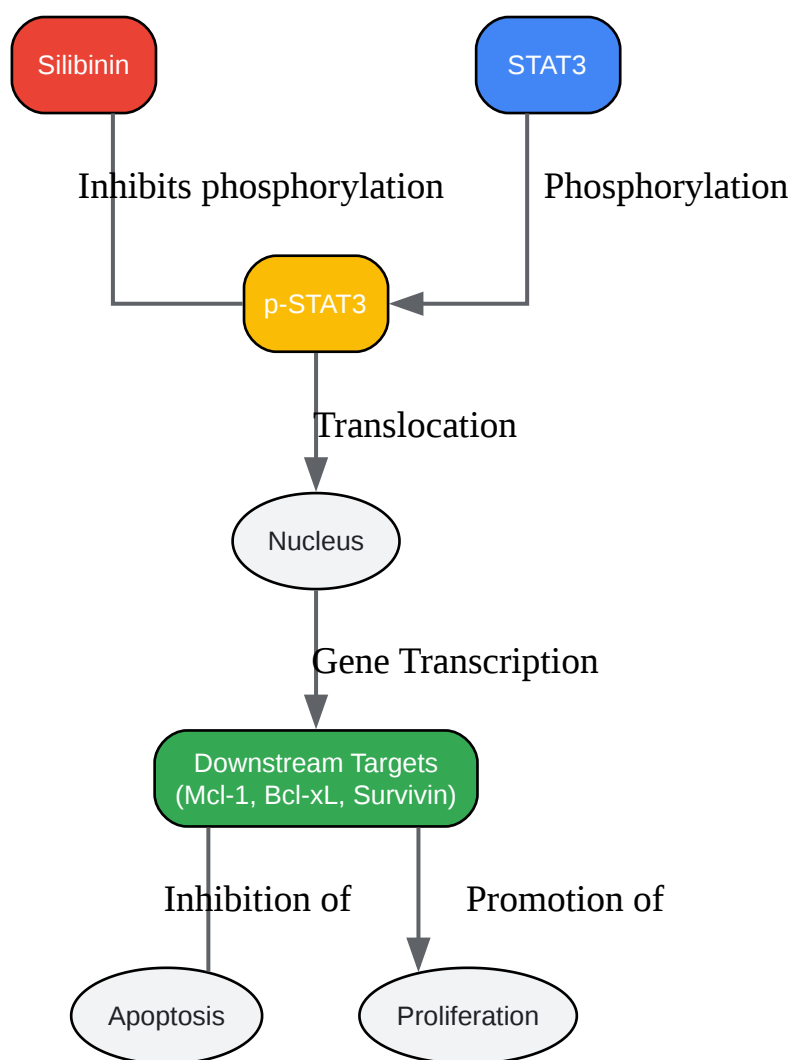 Silibinin
STAT3
Inhibits phosphorylation
Phosphorylation
p-STAT3
Translocation
Nucleus
Gene Transcription
Downstream Targets
(Mcl-1, Bcl-xL, Survivin)
Inhibition of
Promotion of
Apoptosis
Proliferation